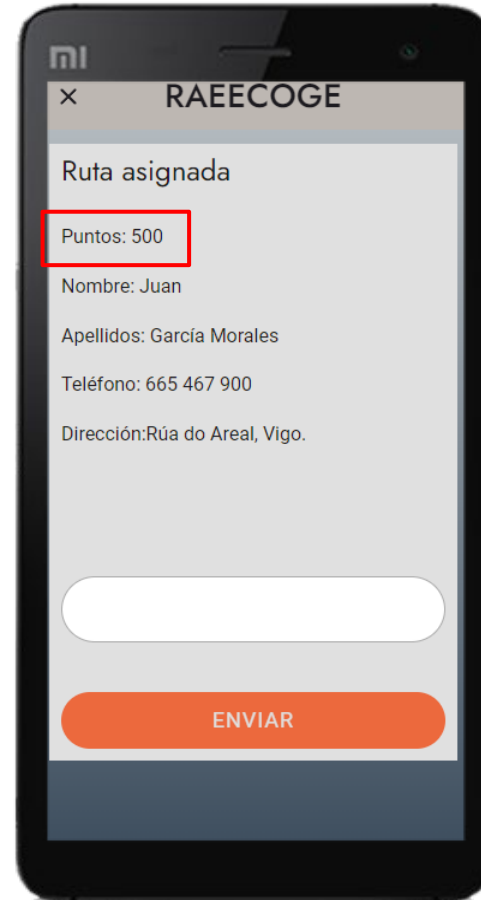 mi
× RAEECOGE
Ruta asignada
Puntos: 500
Nombre: Juan
Apellidos: García Morales
Teléfono: 665 467 900
Dirección:Rúa do Areal, Vigo.
ENVIAR